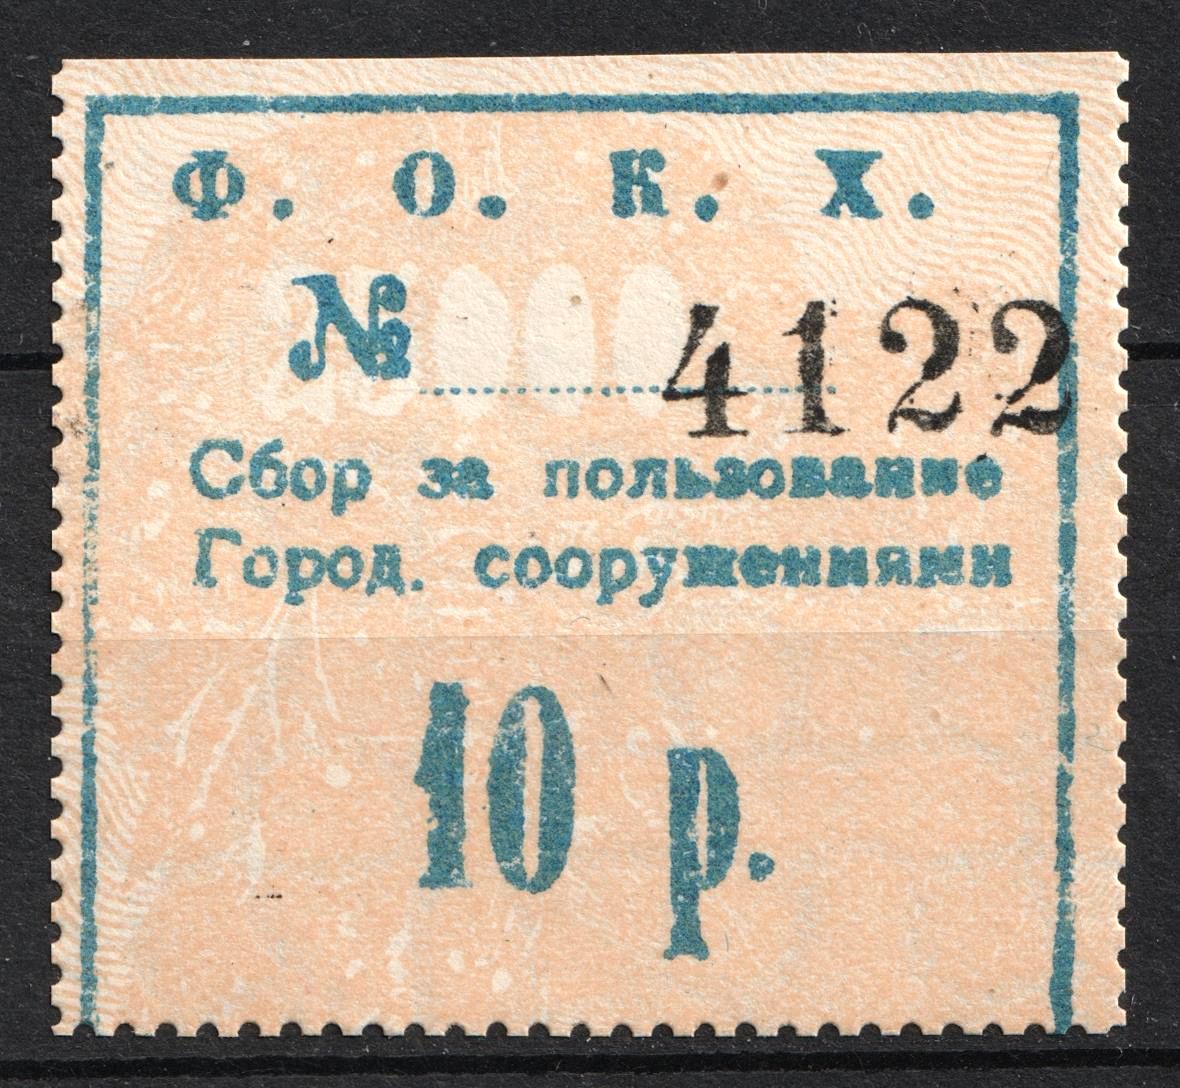 Ф. О. К. Х.
№ 4122
Сбор за пользование
Город. сооружениями
10 р.